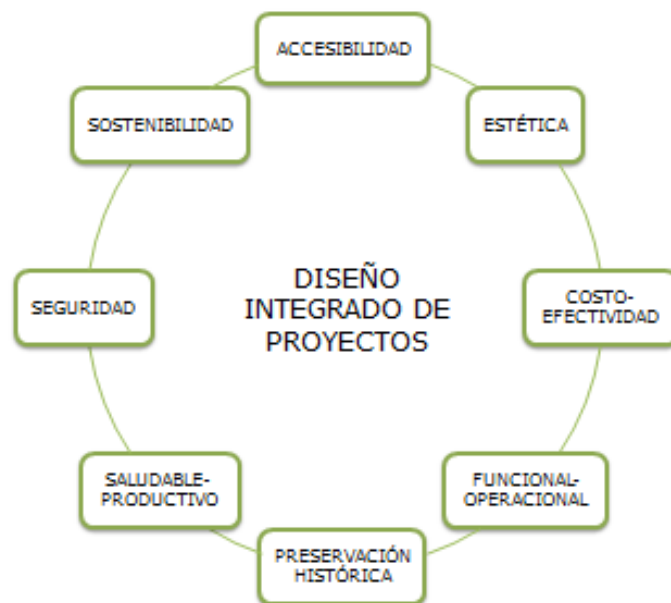 ACCESIBILIDAD
ESTÉTICA
COSTO-
EFECTIVIDAD
FUNCIONAL-
OPERACIONAL
PRESERVACIÓN
HISTÓRICA
SALUDABLE-
PRODUCTIVO
SEGURIDAD
SOSTENIBILIDAD
DISEÑO
INTEGRADO DE
PROYECTOS